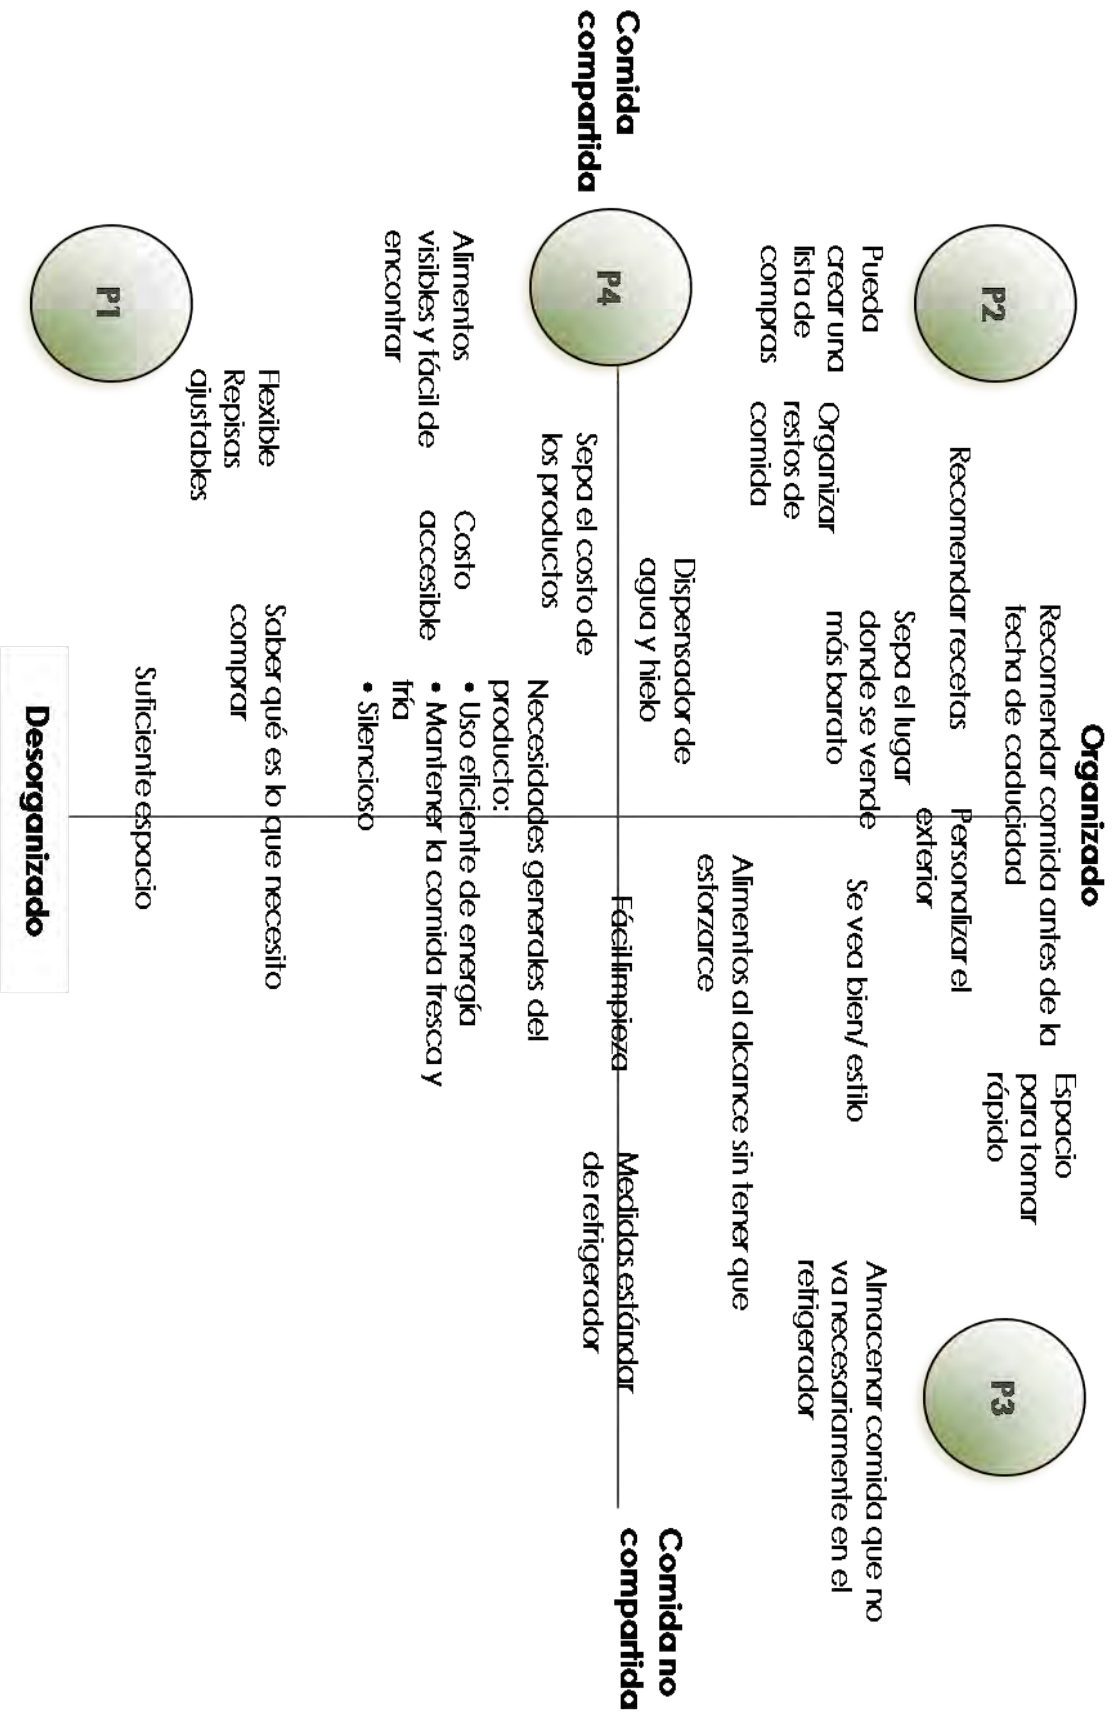 Organizado
Recomendar comida antes de la
fecha de caducidad
Espacio
para tomar
rápido
P2
P3
Recomendar recetas
Personalizar el
exterior
Sepa el lugar
donde se vende
más barato
Pueda
crear una
lista de
compras
Organizar
restos de
comida
Se vea bien/ estilo
Almacenar comida que no
va necesariamente en el
refrigerador
Alimentos al alcance sin tener que
esforzarce
Dispensador de
agua y hielo
Comida
compartida
P4
Fácil limpieza
Medidas estándar
de refrigerador
Comida no
compartida
Sepa el costo de
los productos
Necesidades generales del
producto:
• Uso eficiente de energía
• Mantener la comida fresca y
fría
• Silencioso
Alimentos
visibles y fácil de
encontrar
Costo
accesible
Flexible
Repisas
ajustables
Saber qué es lo que necesito
comprar
P1
Suficiente espacio
Desorganizado